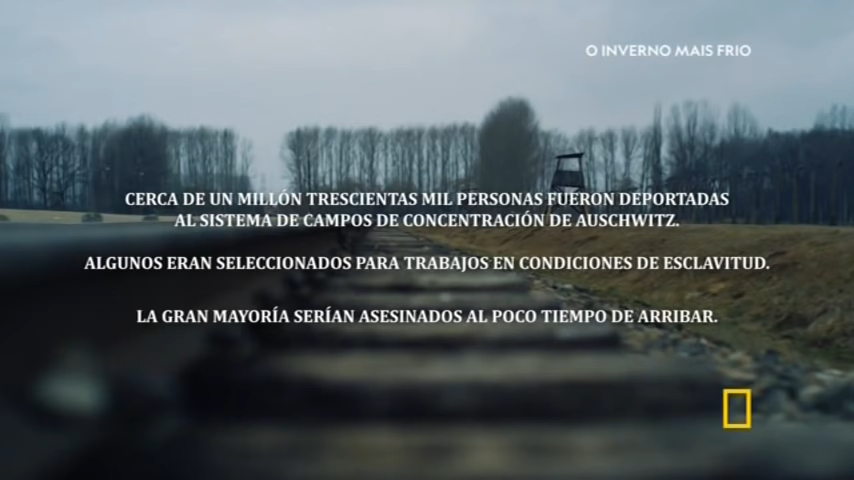 O INVERNO MAIS FRIO
CERCA DE UN MILLÓN TRESCIENTAS MIL PERSONAS FUERON DEPORTADAS
AL SISTEMA DE CAMPOS DE CONCENTRACIÓN DE AUSCHWITZ.
ALGUNOS ERAN SELECCIONADOS PARA TRABAJOS EN CONDICIONES DE ESCLAVITUD.
LA GRAN MAYORÍA SERÍAN ASESINADOS AL POCO TIEMPO DE ARRIBAR.